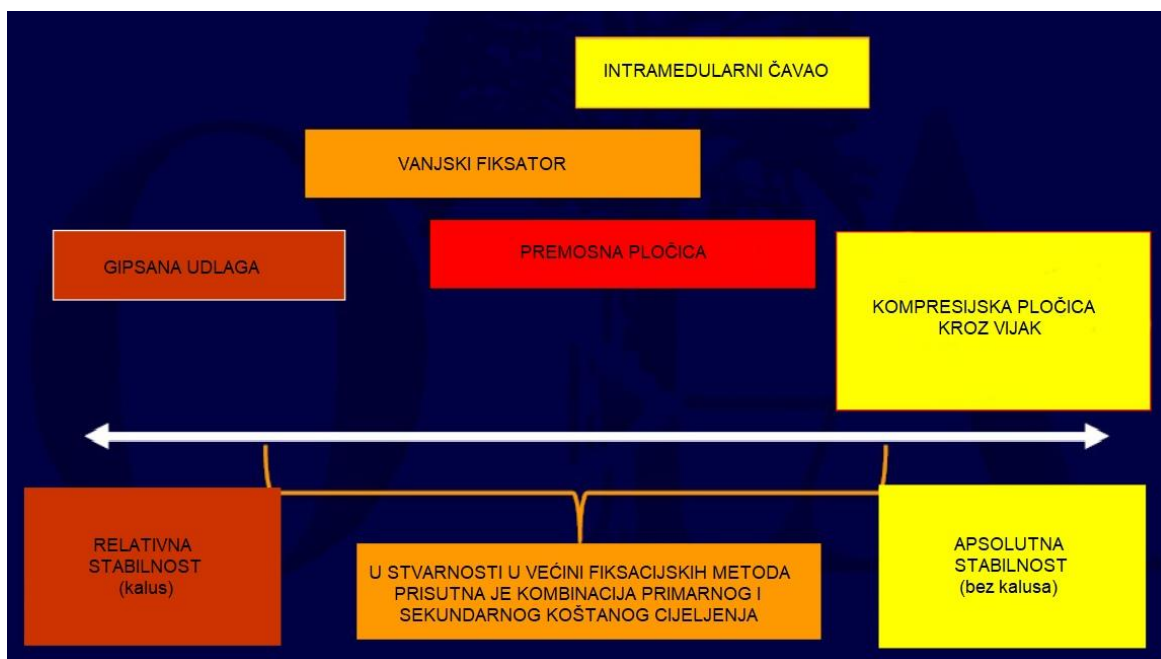 INTRAMEDULARNI ČAVAO
VANJSKI FIKSATOR
GIPSANA UDLAGA
PREMOSNA PLOČICA
KOMPRESIJSKA PLOČICA
KROZ VIJAK
RELATIVNA
STABILNOST
(kalus)
U STVARNOSTI U VEĆINI FIKSACIJSKIH METODA
PRISUTNA JE KOMBINACIJA PRIMARNOG I
SEKUNDARNOG KOŠTANOG CIJELJENJA
APSOLUTNA
STABILNOST
(bez kalusa)